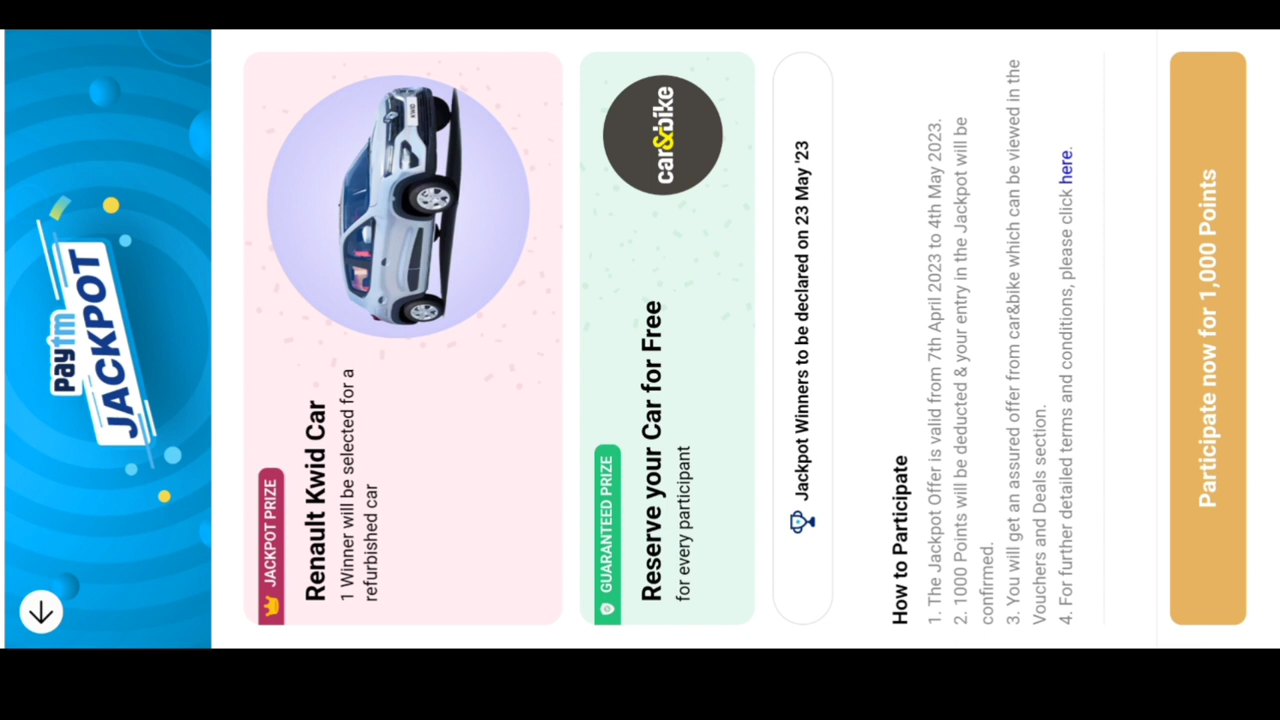 paytm
JACKPOT
JACKPOT PRIZE
Renault Kwid Car
1 Winner will be selected for a
refurbished car
KWID
GUARANTEED PRIZE
Reserve your Car for Free
for every participant
car&bike
Jackpot Winners to be declared on 23 May '23
How to Participate
1. The Jackpot Offer is valid from 7th April 2023 to 4th May 2023.
2. 1000 Points will be deducted & your entry in the Jackpot will be
confirmed.
3. You will get an assured offer from car&bike which can be viewed in the
Vouchers and Deals section.
4. For further detailed terms and conditions, please click here.
Participate now for 1,000 Points